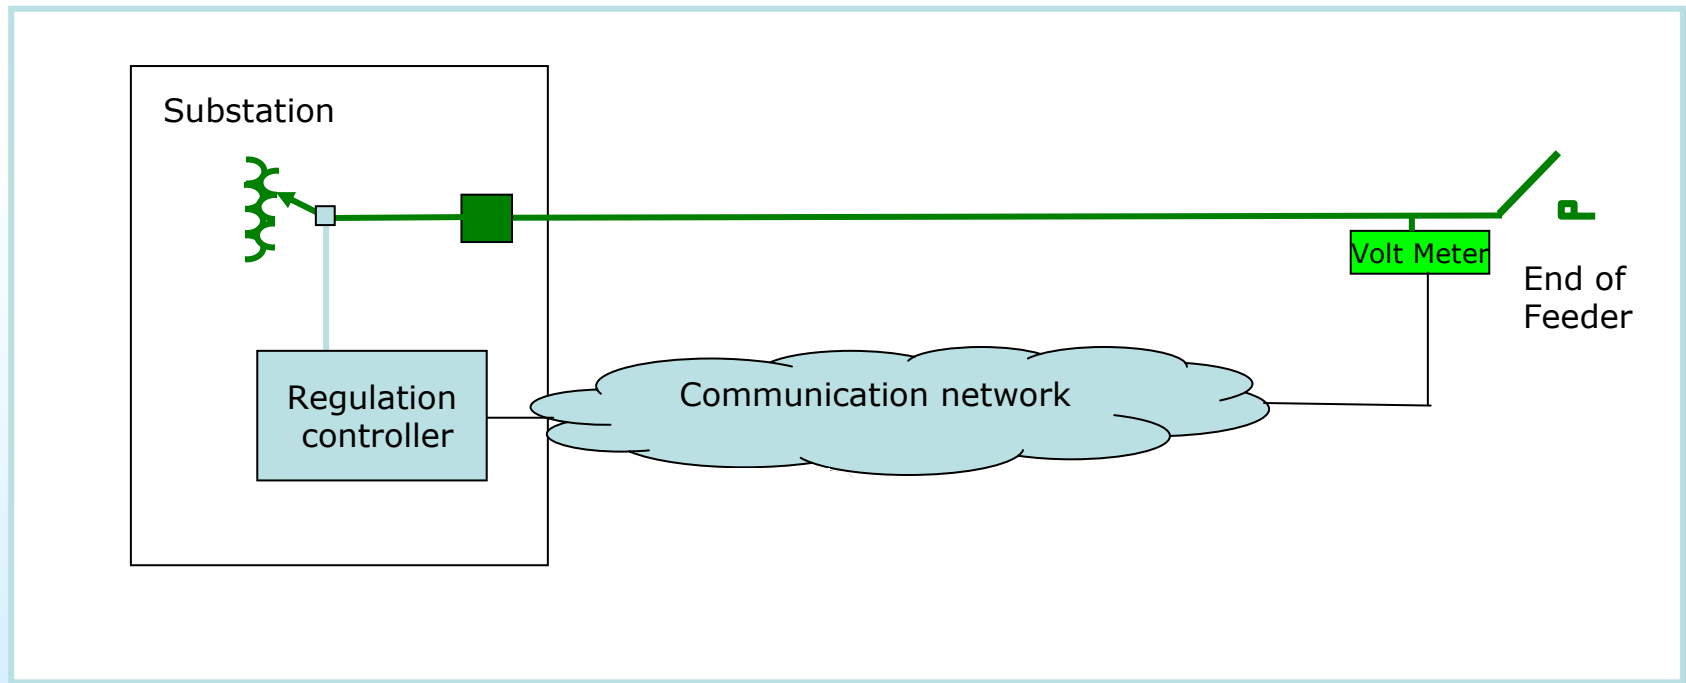 Substation
Volt Meter
End of
Feeder
Regulation
controller
Communication network